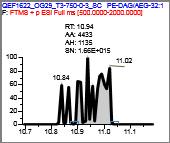 QEF1622_OG29_T3-750-0-3_SC PE-DAG/AEG-32:1
F: FTMS + p ESI Full ms [500.0000-2000.0000]
RT: 10.94
AA: 4433
AH: 1135
SN: 1.66E+015
11.02
10.84
100
80
60
40
20
0
10.7 10.8 10.9 11.0 11.1